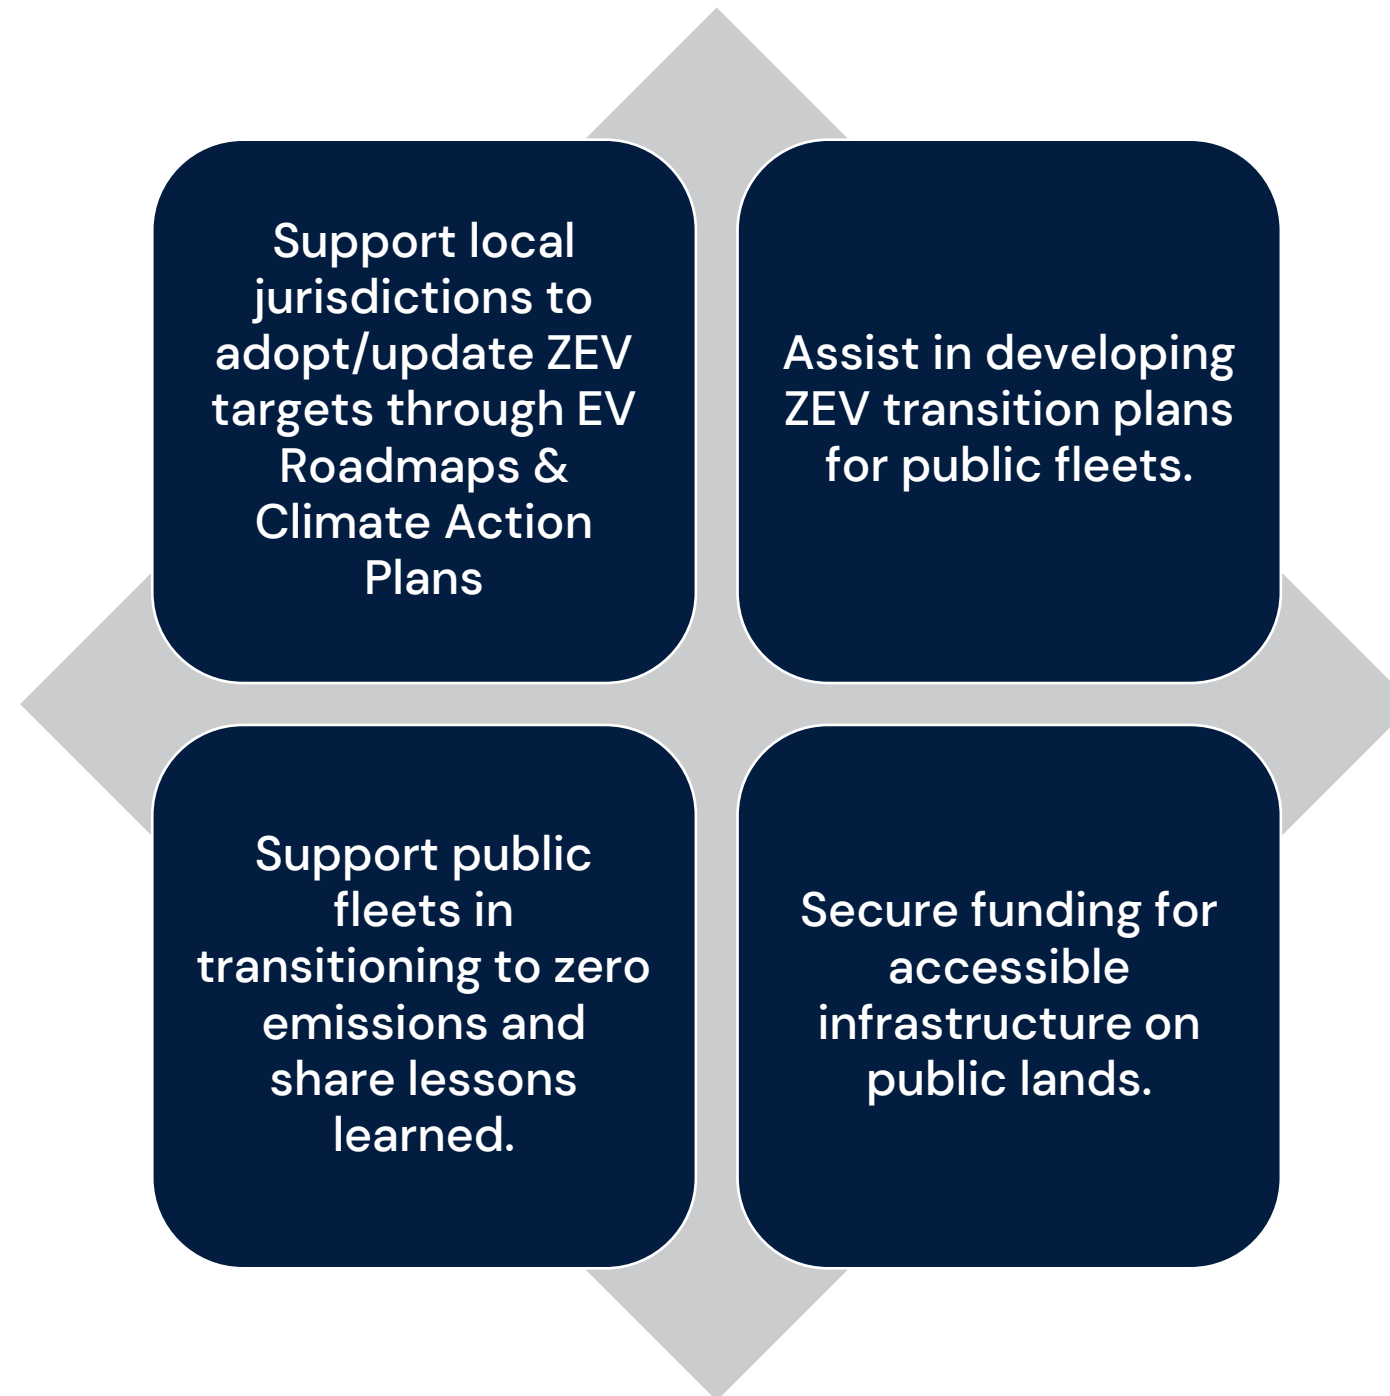 Support local
jurisdictions to
adopt/update ZEV
targets through EV
Roadmaps &
Climate Action
Plans
Assist in developing
ZEV transition plans
for public fleets.
Support public
fleets in
transitioning to zero
emissions and
share lessons
learned.
Secure funding for
accessible
infrastructure on
public lands.